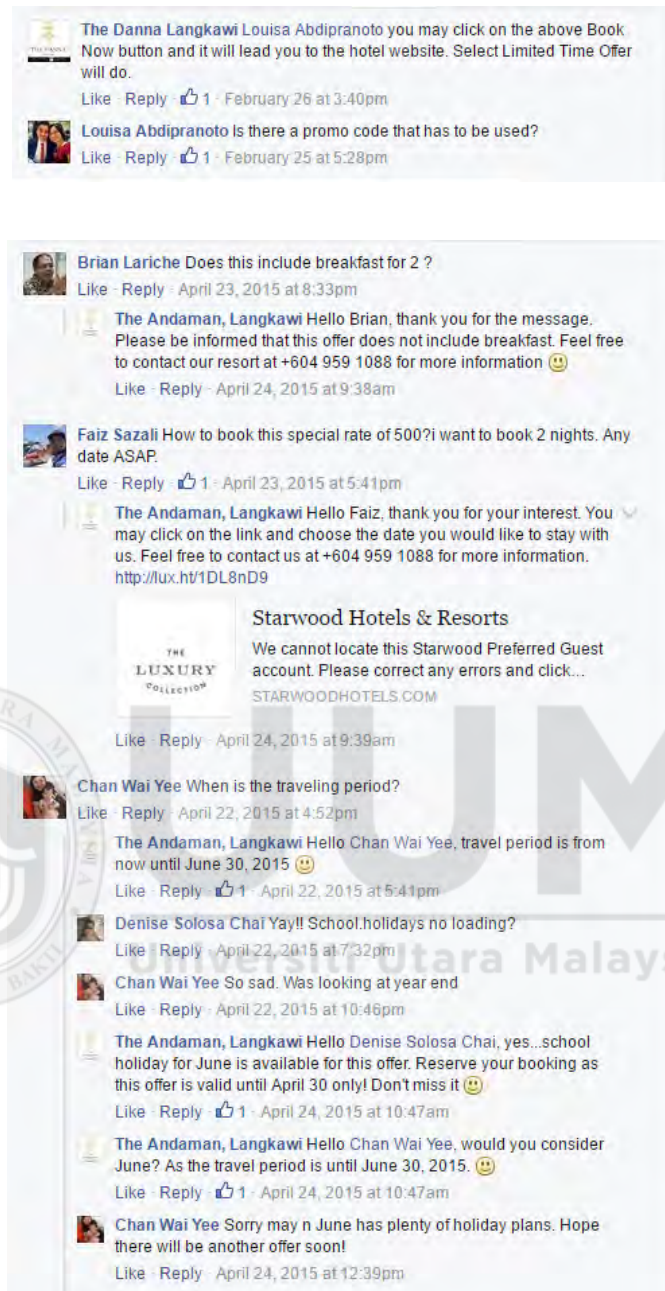 The Danna Langkawi Louisa Abdipranoto you may click on the above Book
Now button and it will lead you to the hotel website. Select Limited Time Offer
will do.
Like · Reply · 1 · February 26 at 3:40pm
Louisa Abdipranoto Is there a promo code that has to be used?
Like · Reply · 1 · February 25 at 5:28pm
Brian Lariche Does this include breakfast for 2 ?
Like · Reply · April 23, 2015 at 8:33pm
The Andaman, Langkawi Hello Brian, thank you for the message.
Please be informed that this offer does not include breakfast. Feel free
to contact our resort at +604 959 1088 for more information
Like · Reply · April 24, 2015 at 9:38am
Faiz Sazali How to book this special rate of 500?i want to book 2 nights. Any
date ASAP.
Like · Reply · 1 · April 23, 2015 at 5:41pm
The Andaman, Langkawi Hello Faiz, thank you for your interest. You
may click on the link and choose the date you would like to stay with
us. Feel free to contact us at +604 959 1088 for more information.
http://lux.ht/1DL8nD9
THE
LUXURY
COLLECTION
Starwood Hotels & Resorts
We cannot locate this Starwood Preferred Guest
account. Please correct any errors and click...
STARWOODHOTELS.COM
Like · Reply · April 24, 2015 at 9:39am
Chan Wai Yee When is the traveling period?
Like · Reply · April 22, 2015 at 4:52pm
The Andaman, Langkawi Hello Chan Wai Yee, travel period is from
now until June 30, 2015
Like · Reply · 1 · April 22, 2015 at 5:41pm
Denise Solosa Chai Yay!! School.holidays no loading?
Like · Reply · April 22, 2015 at 7:32pm
Chan Wai Yee So sad. Was looking at year end
Like · Reply · April 22, 2015 at 10:46pm
The Andaman, Langkawi Hello Denise Solosa Chai, yes...school
holiday for June is available for this offer. Reserve your booking as
this offer is valid until April 30 only! Don't miss it
Like · Reply · 1 · April 24, 2015 at 10:47am
The Andaman, Langkawi Hello Chan Wai Yee, would you consider
June? As the travel period is until June 30, 2015.
Like · Reply · 1 · April 24, 2015 at 10:47am
Chan Wai Yee Sorry may n June has plenty of holiday plans. Hope
there will be another offer soon!
Like · Reply · April 24, 2015 at 12:39pm
UUM
Universiti Utara Malays